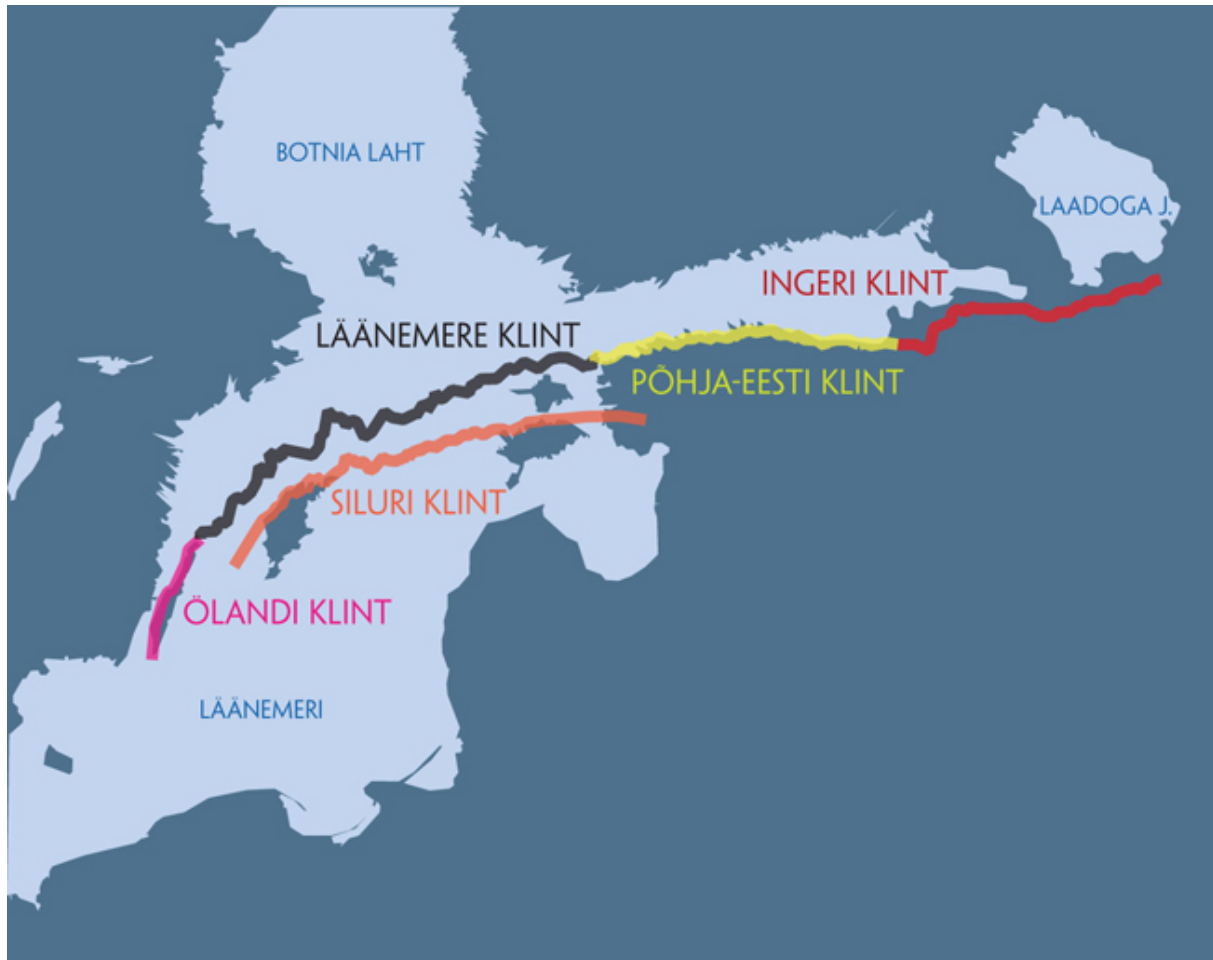 BOTNIA LAHT
LAADOGA J.
INGERI KLINT
LÄÄNEMERE KLINT
PÕHJA-EESTI KLINT
SILURI KLINT
ÖLANDI KLINT
LÄÄNEMERI